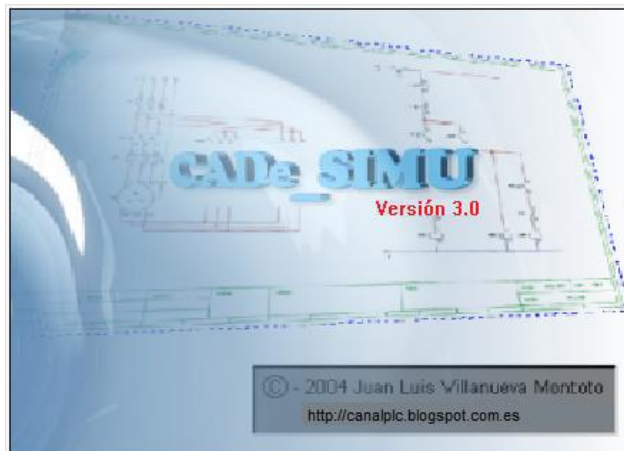 CADe_SIMU
Versión 3.0
© - 2004 Juan Luis Villanueva Montoto
http://canalplc.blogspot.com.es